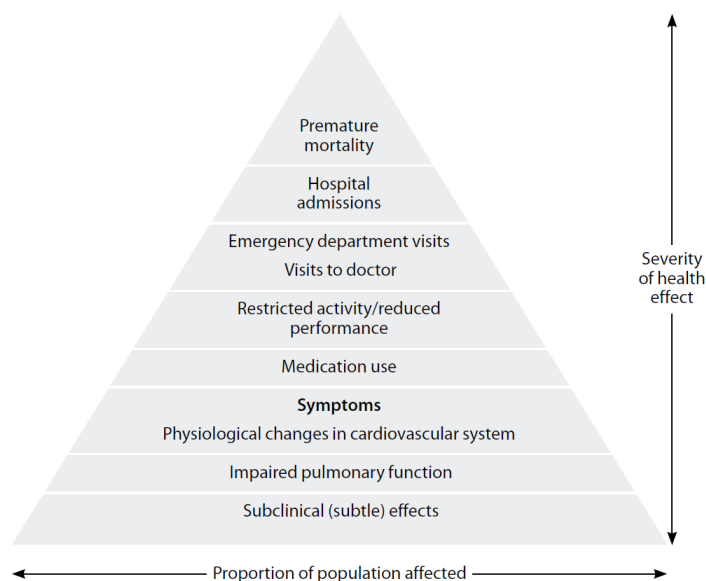 Premature
mortality
Hospital
admissions
Emergency department visits
Visits to doctor
Restricted activity/reduced
performance
Medication use
Symptoms
Physiological changes in cardiovascular system
Impaired pulmonary function
Subclinical (subtle) effects
Severity
of health
effect
Proportion of population affected